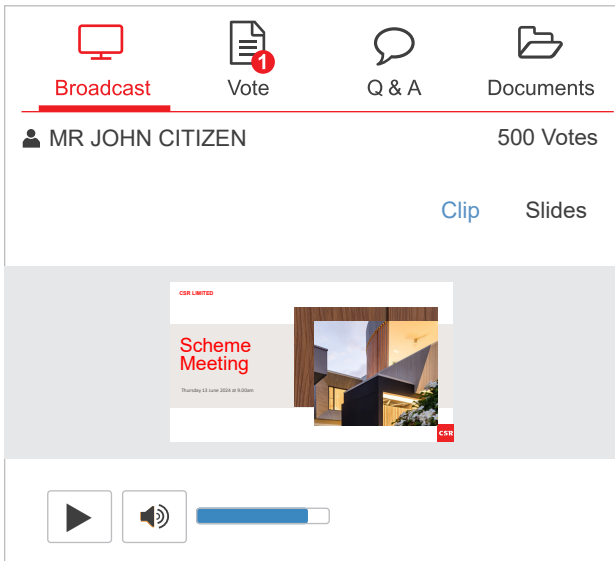 1
Broadcast Vote Q & A Documents
MR JOHN CITIZEN 500 Votes
Clip Slides
CSR LIMITED
Scheme
Meeting
Thursday 13 June 2024 at 9.00am
CSR